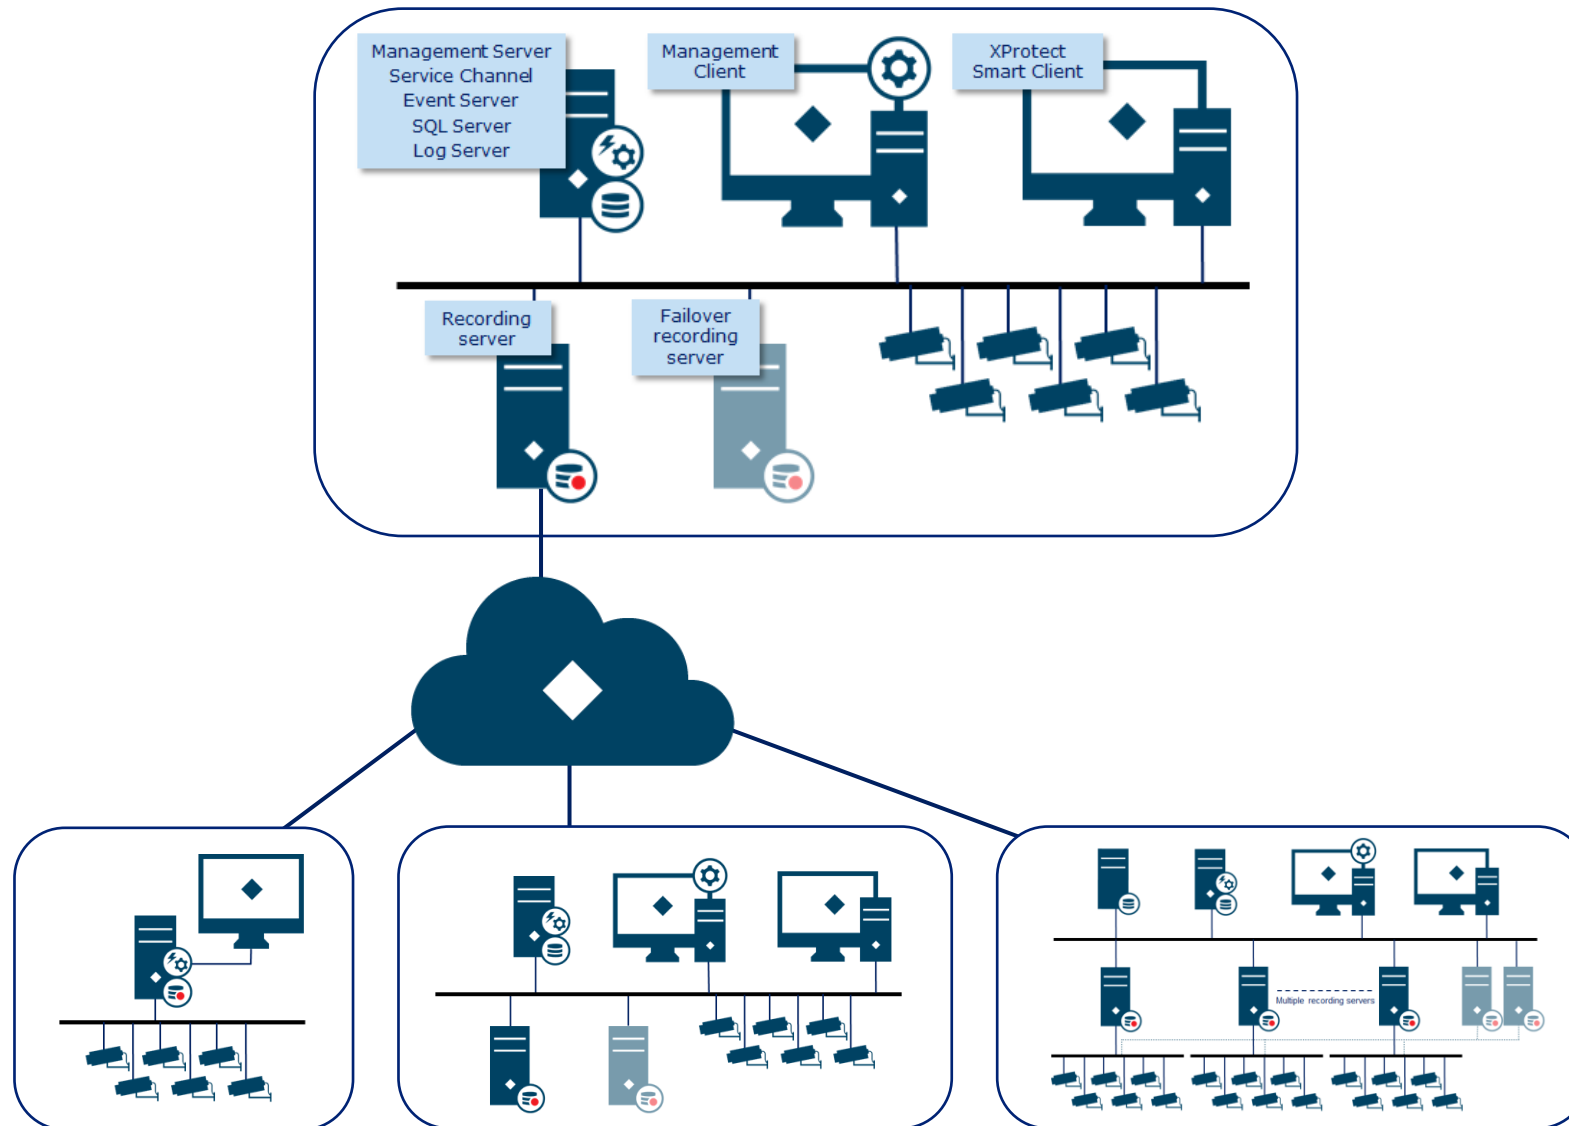 Management Server
Service Channel
Event Server
SQL Server
Log Server
Management
Client
XProtect
Smart Client
Recording
server
Failover
recording
server
Multiple recording servers